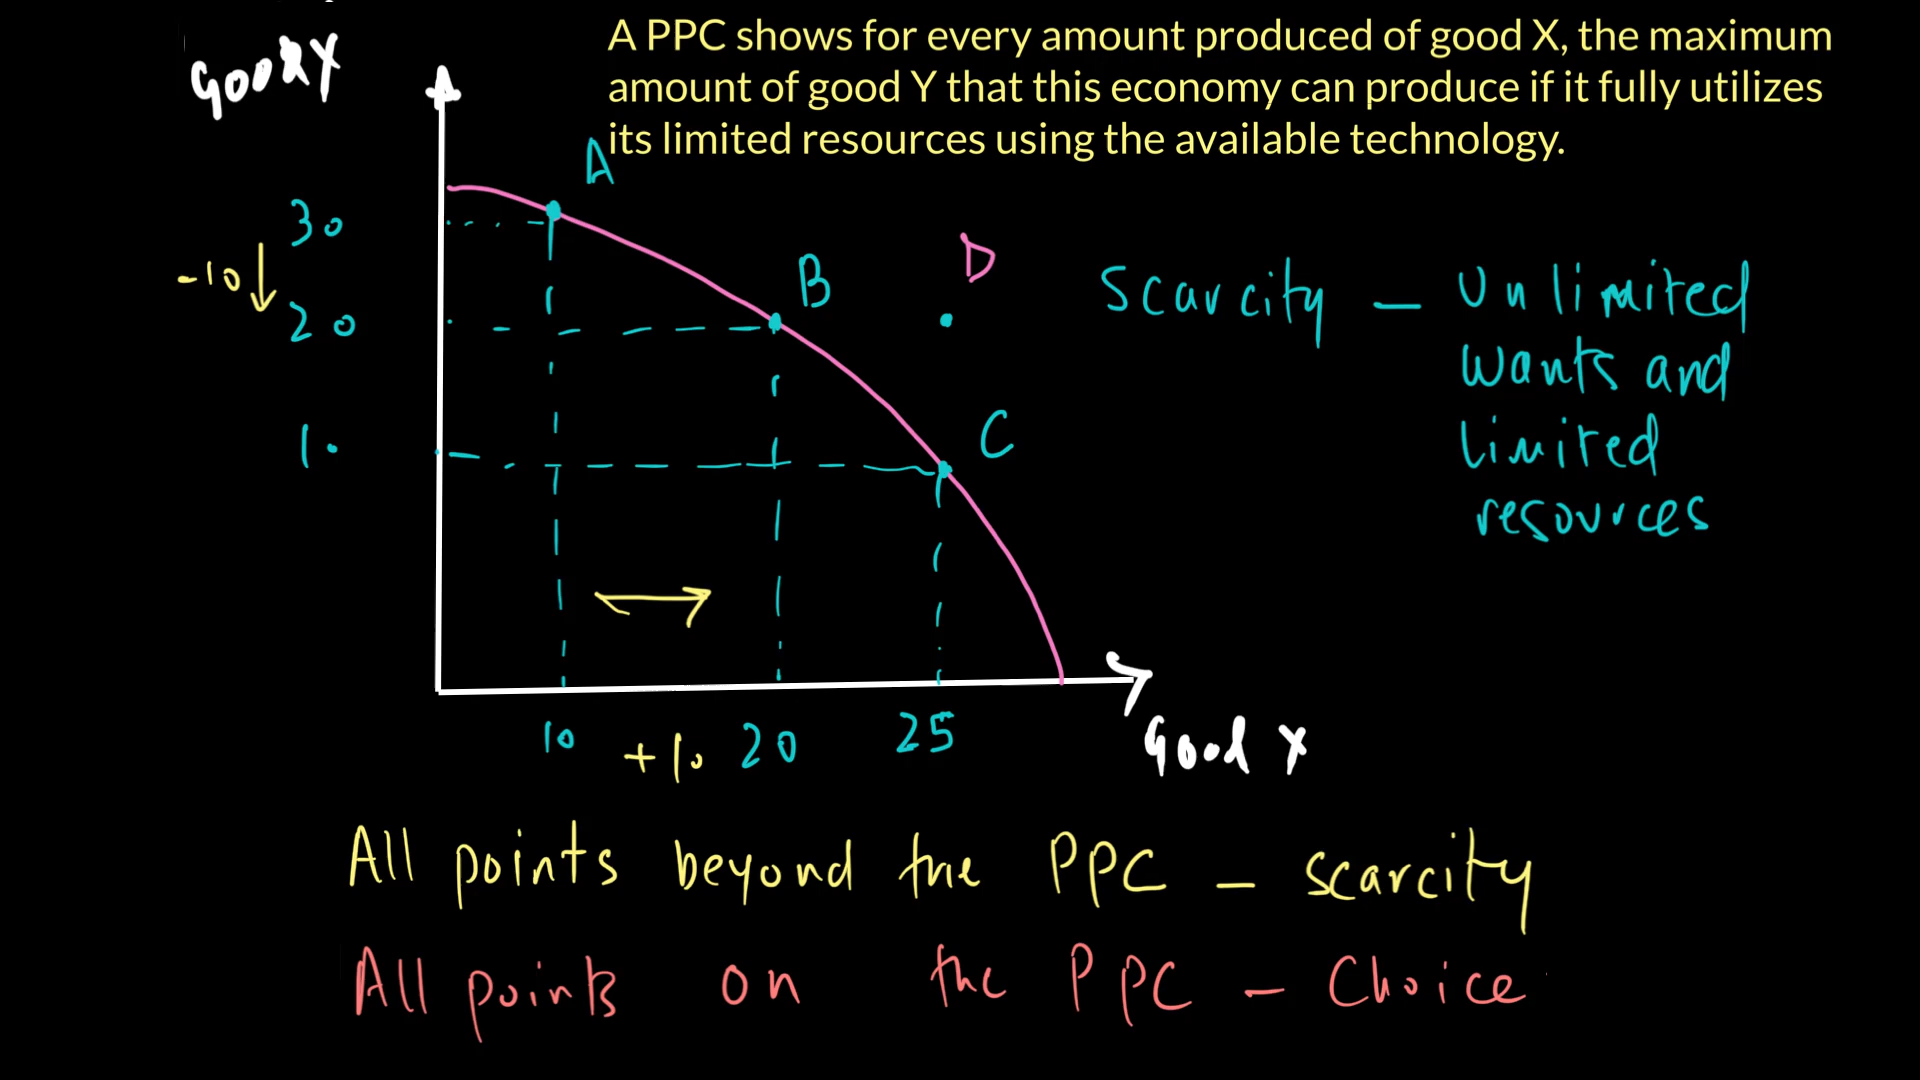 A PPC shows for every amount produced of good X, the maximum
amount of good Y that this economy can produce if it fully utilizes
its limited resources using the available technology.
Good Y
A
30
-10
B
D
20
Scarcity – Unlimited
wants and
limited
resources
C
10
10
+10
20
25
Good X
All points beyond the PPC – scarcity
All points on the PPC – Choice